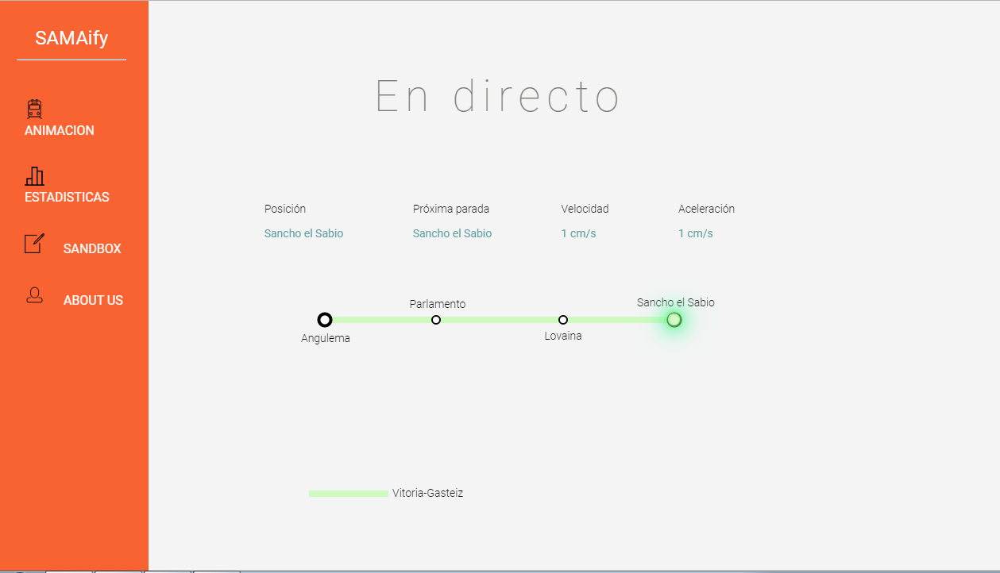 SAMAify
ANIMACION
ESTADISTICAS
SANDBOX
ABOUT US
En directo
Posición Próxima parada Velocidad Aceleración
Sancho el Sabio Sancho el Sabio 1 cm/s 1 cm/s
Parlamento Sancho el Sabio
Angulema Lovaina
Vitoria-Gasteiz